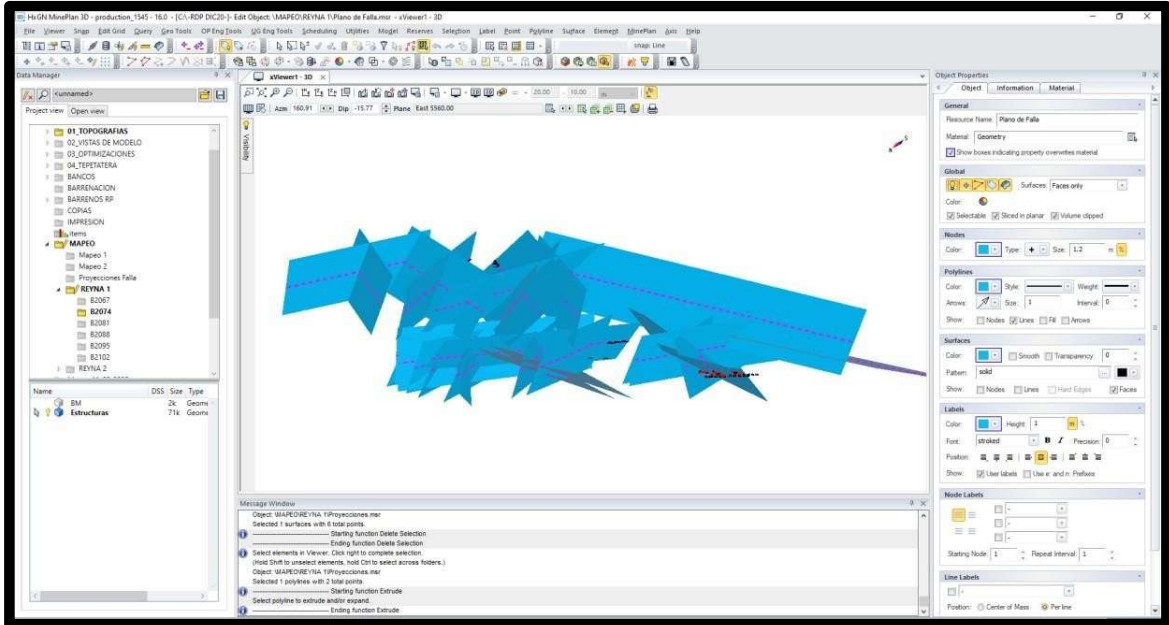 HxGN MinePlan 3D - production_1545 - 16.0 - [C:\-RDP DIC20-]- Edit Object: \MAPEO\REYNA 1\Plano de Falla.msr - xViewer1 - 3D
File Viewer Snap Edit Grid Query Geo Tools OP Eng Tools UG Eng Tools Scheduling Utilities Model Reserves Selection Label Point Polyline Surface Element MinePlan Axis Help
snap: Line
Data Manager
<unnamed>
Project view Open view
01_TOPOGRAFIAS
02_VISTAS DE MODELO
03_OPTIMIZACIONES
04_TEPETATERA
BANCOS
BARRENACION
BARRENOS RP
COPIAS
IMPRESION
items
MAPEO
Mapeo 1
Mapeo 2
Proyecciones Falla
REYNA 1
B2067
B2074
B2081
B2088
B2095
B2102
REYNA 2
Name DSS Size Type
BM 2k Geome
Estructuras 71k Geome
xViewer1 - 3D
20.00 10.00 m
Azm 160.91 Dip -15.77 Plane East 5560.00
Visibility
Message Window
Object: \MAPEO\REYNA 1\Proyecciones.msr
Selected 1 surfaces with 6 total points.
Starting function Delete Selection
Ending function Delete Selection
Select elements in Viewer. Click right to complete selection.
(Hold Shift to unselect elements, hold Ctrl to select across folders.)
Object: \MAPEO\REYNA 1\Proyecciones.msr
Selected 1 polylines with 2 total points.
Starting function Extrude
Select polyline to extrude and/or expand.
Ending function Extrude
Object Properties
Object Information Material
General
Resource Name: Plano de Falla
Material: Geometry
Show boxes indicating property overwrites material
Global
Surfaces: Faces only
Color:
Selectable Sliced in planar Volume clipped
Nodes
Color: Type: + Size: 1.2 m %
Polylines
Color: Style: Weight:
Arrows: Size: 1 Interval: 0
Show: Nodes Lines Fill Arrows
Surfaces
Color: Smooth Transparency 0
Pattern: solid
Show: Nodes Lines Hard Edges Faces
Labels
Color: Height: 3 m %
Font: stroked B I Precision: 0
Position:
Show: User labels Use e: and n: Prefixes
Node Labels
Starting Node: 1 Repeat Interval: 1
Line Labels
Position: Center of Mass Per line